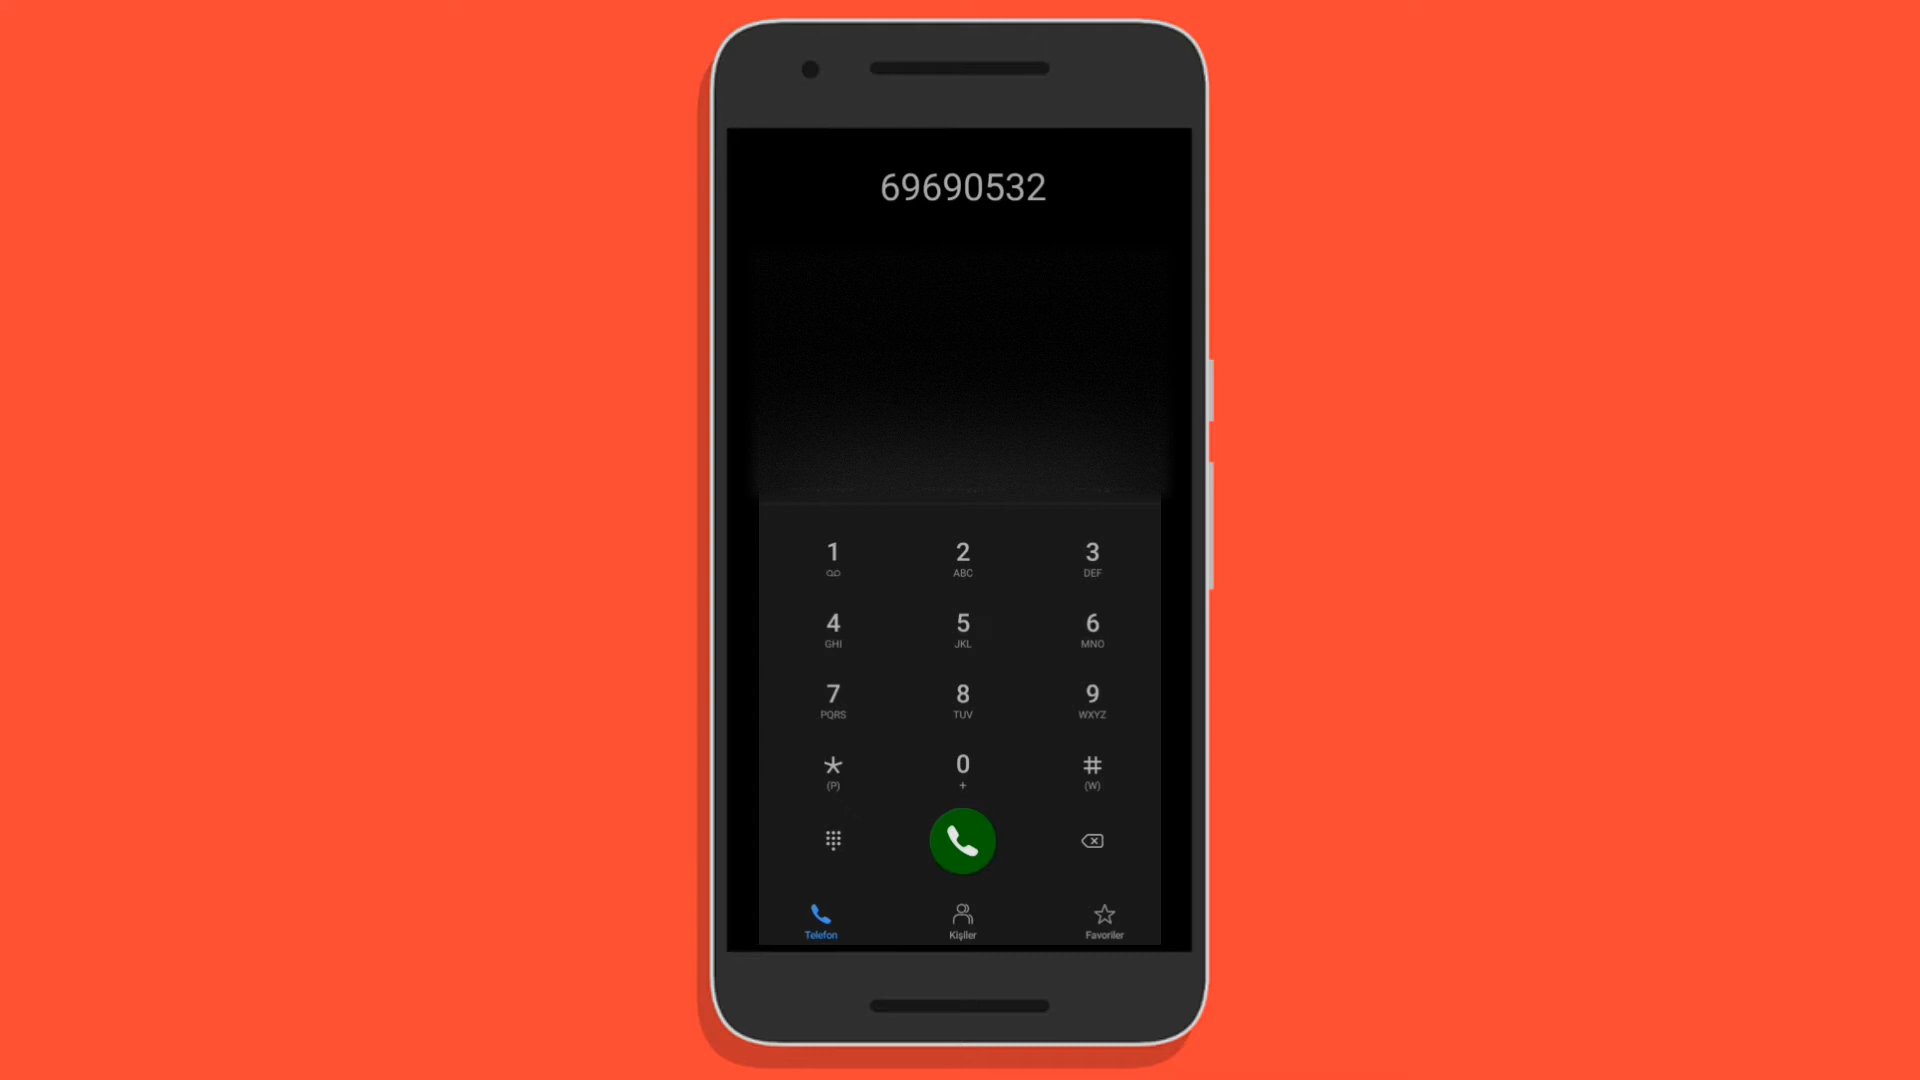 69690532
1 2 3
ABC DEF
4 5 6
GHI JKL MNO
7 8 9
PQRS TUV WXYZ
* 0 #
(P) + (W)
Telefon Kişiler Favoriler